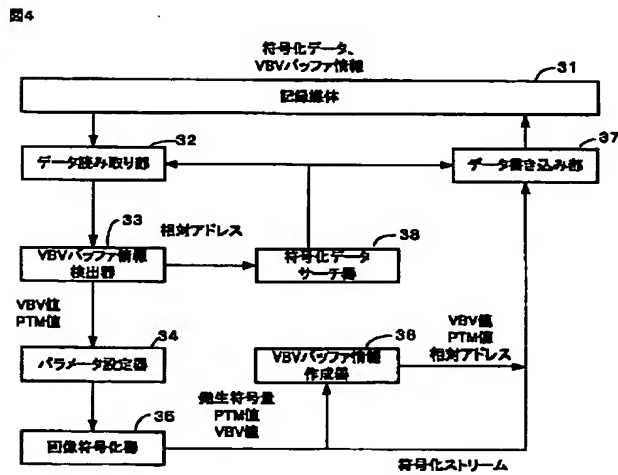 図4
符号化データ、
VBVバッファ情報
31
記録媒体
32
データ読み取り部
37
データ書き込み部
33
相対アドレス
38
VBVバッファ情報
検出器
符号化データ
サーチ器
VBV値
PTM値
34
パラメータ設定器
36
VBVバッファ情報
作成器
VBV値
PTM値
相対アドレス
35
画像符号化器
発生符号量
PTM値
VBV値
符号化ストリーム